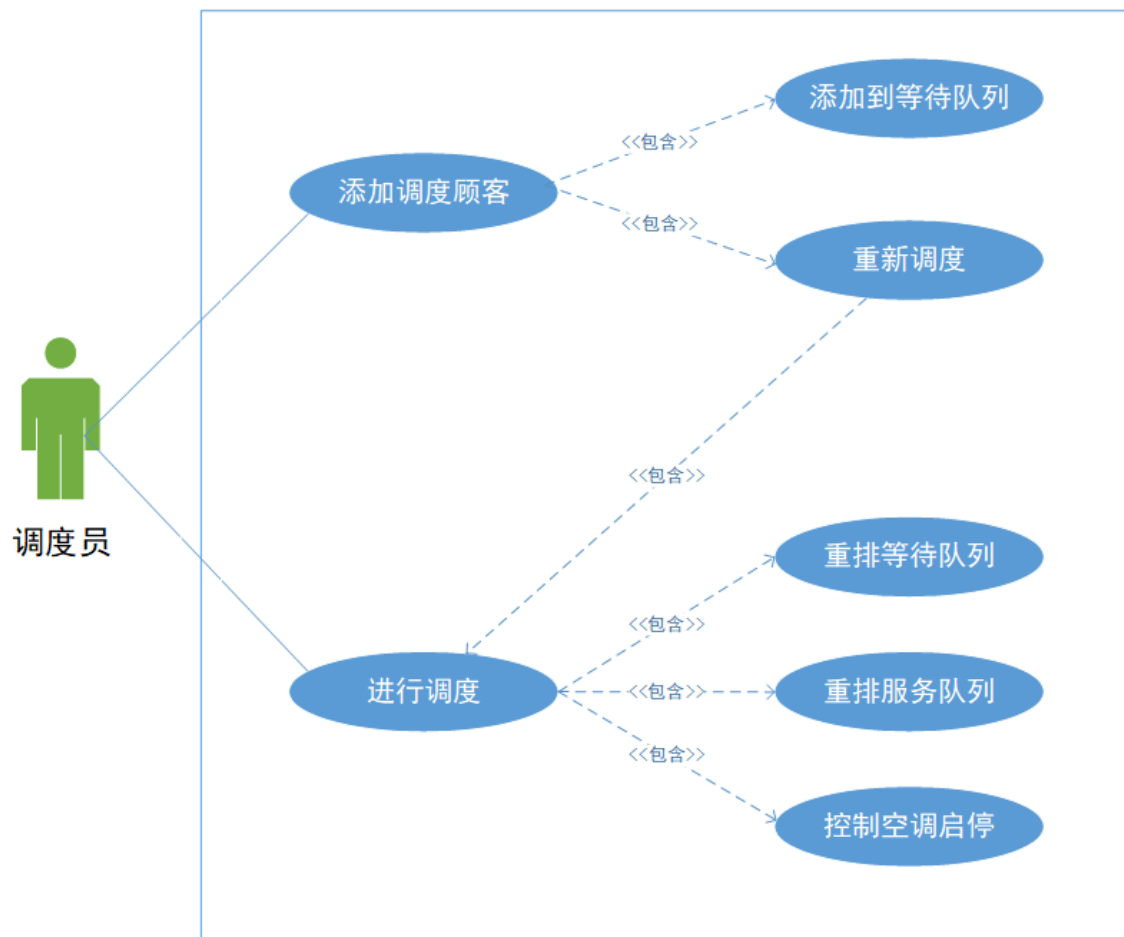 添加到等待队列
<<包含>>
添加调度顾客
<<包含>>
重新调度
<<包含>>
调度员
重排等待队列
<<包含>>
进行调度
<<包含>>
重排服务队列
<<包含>>
控制空调启停